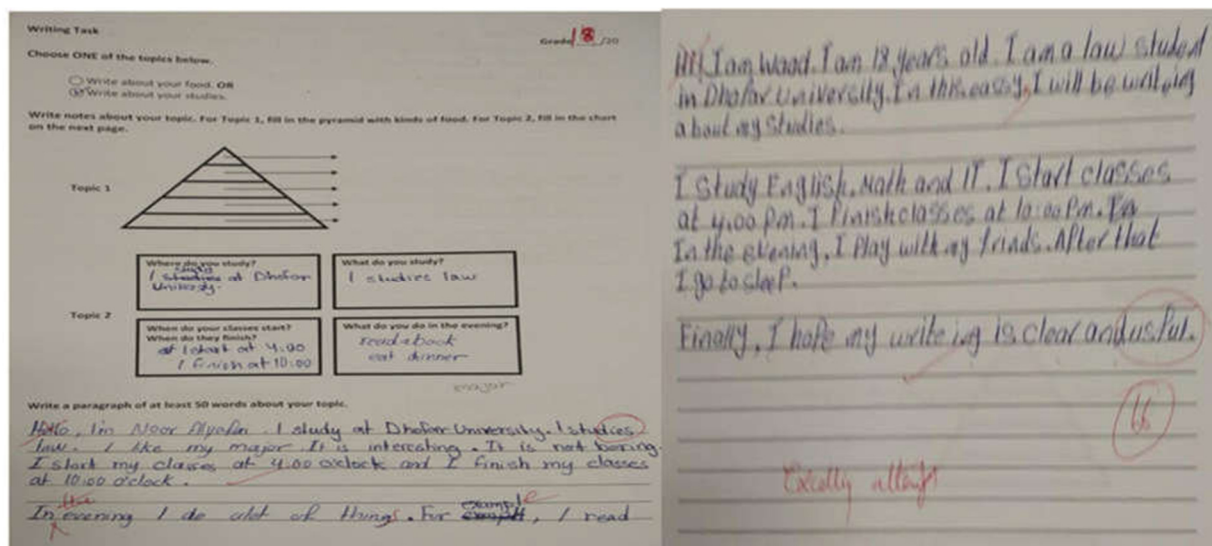 Writing Task
Grade 18 /20
Choose ONE of the topics below.
Write about your food. OR
Write about your studies.
Write notes about your topic. For Topic 1, fill in the pyramid with kinds of food. For Topic 2, fill in the chart
on the next page.
Topic 1
Topic 2
Where do you study?
I study at Dhofar
University.
What do you study?
I studies law
When do your classes start?
When do they finish?
at I start at 4.00
I finish at 10:00
What do you do in the evening?
read a book
eat dinner
major
Write a paragraph of at least 50 words about your topic.
Hello, I'm Noor. I study at Dhofar University. I studies
law. I like my major. It is interesting. It is not boring.
I start my classes at 4.00 o'clock and I finish my classes
at 10:00 o'clock.
the
In evening I do alot of things. For example, I read
Hi! I am Waad. I am 18 years old. I am a law student
in Dhofar University. In this eassy, I will be writeing
about my studies.
I study English, Math and IT. I start classes
at 4:00 Pm. I finish classes at 10:00 Pm.
In the evening, I Play with my frinds. After that
I go to sleep.
Finally, I hope my writeing is clear and usful.
66